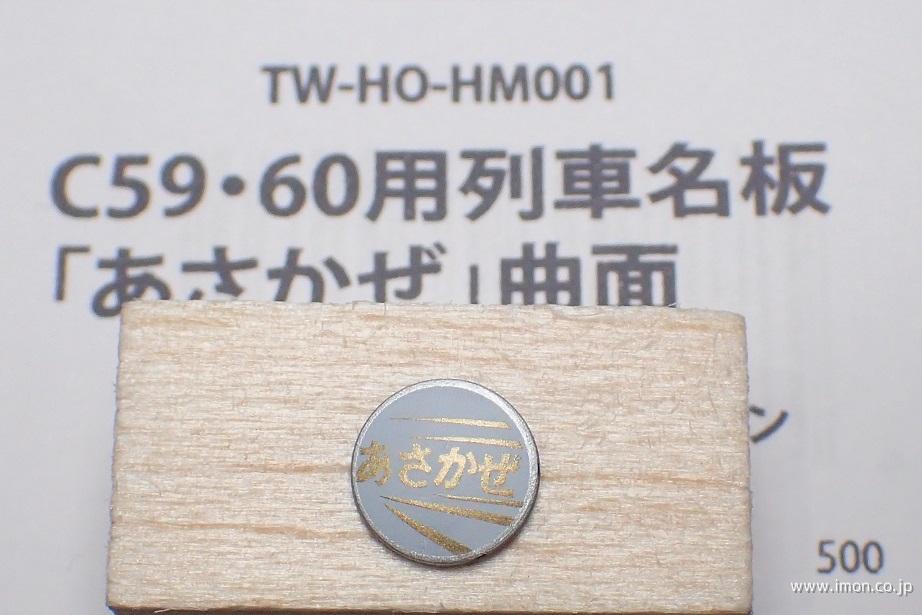 TW-HO-HM001
C59・60用列車名板
「あさかぜ」曲面
ン
あさかぜ
500
www.imon.co.jp